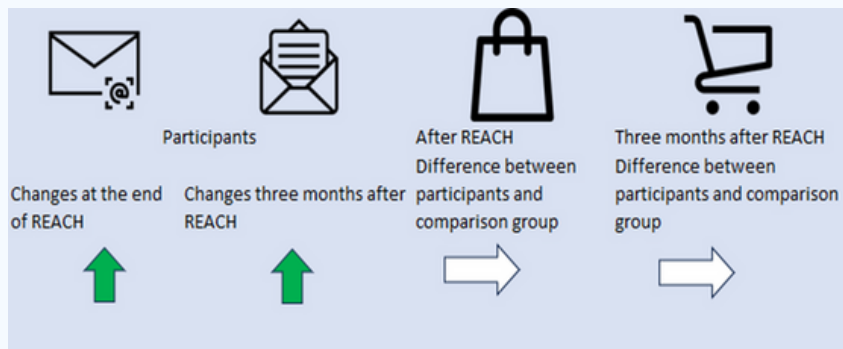 @
Participants
Changes at the end
of REACH
Changes three months after
REACH
After REACH
Difference between
participants and
comparison group
Three months after REACH
Difference between
participants and comparison
group